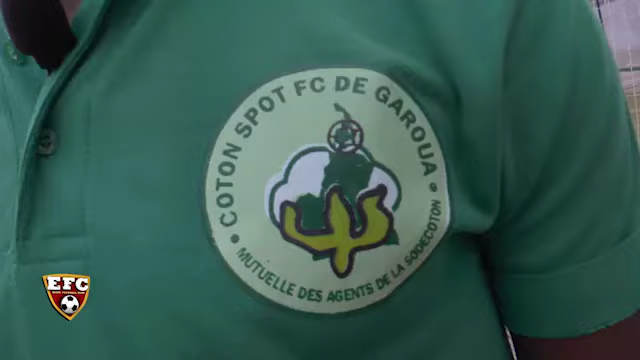 COTON SPOT FC DE GAROUA
MUTUELLE DES AGENTS DE LA SODECOTON
EFC